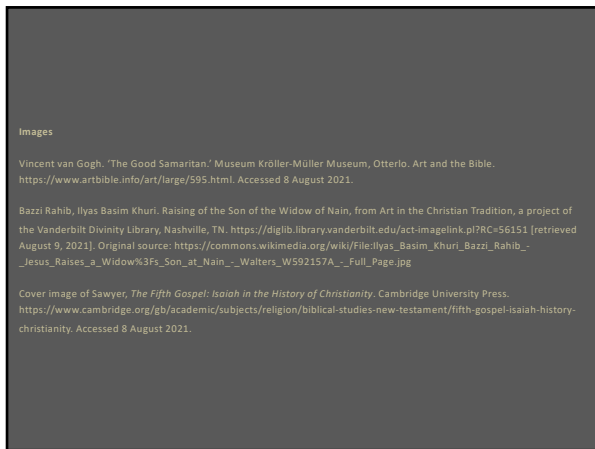 Images
Vincent van Gogh. 'The Good Samaritan.' Museum Kröller-Müller Museum, Otterlo. Art and the Bible.
https://www.artbible.info/art/large/595.html. Accessed 8 August 2021.
Bazzi Rahib, Ilyas Basim Khuri. Raising of the Son of the Widow of Nain, from Art in the Christian Tradition, a project of
the Vanderbilt Divinity Library, Nashville, TN. https://diglib.library.vanderbilt.edu/act-imagelink.pl?RC=56151 [retrieved
August 9, 2021]. Original source: https://commons.wikimedia.org/wiki/File:Ilyas_Basim_Khuri_Bazzi_Rahib_-
_Jesus_Raises_a_Widow%3Fs_Son_at_Nain_-_Walters_W592157A_-_Full_Page.jpg
Cover image of Sawyer, The Fifth Gospel: Isaiah in the History of Christianity. Cambridge University Press.
https://www.cambridge.org/gb/academic/subjects/religion/biblical-studies-new-testament/fifth-gospel-isaiah-history-
christianity. Accessed 8 August 2021.